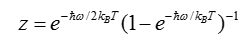 z = e^{-ħω/2k_BT}(1-e^{-ħω/k_BT})^{-1}